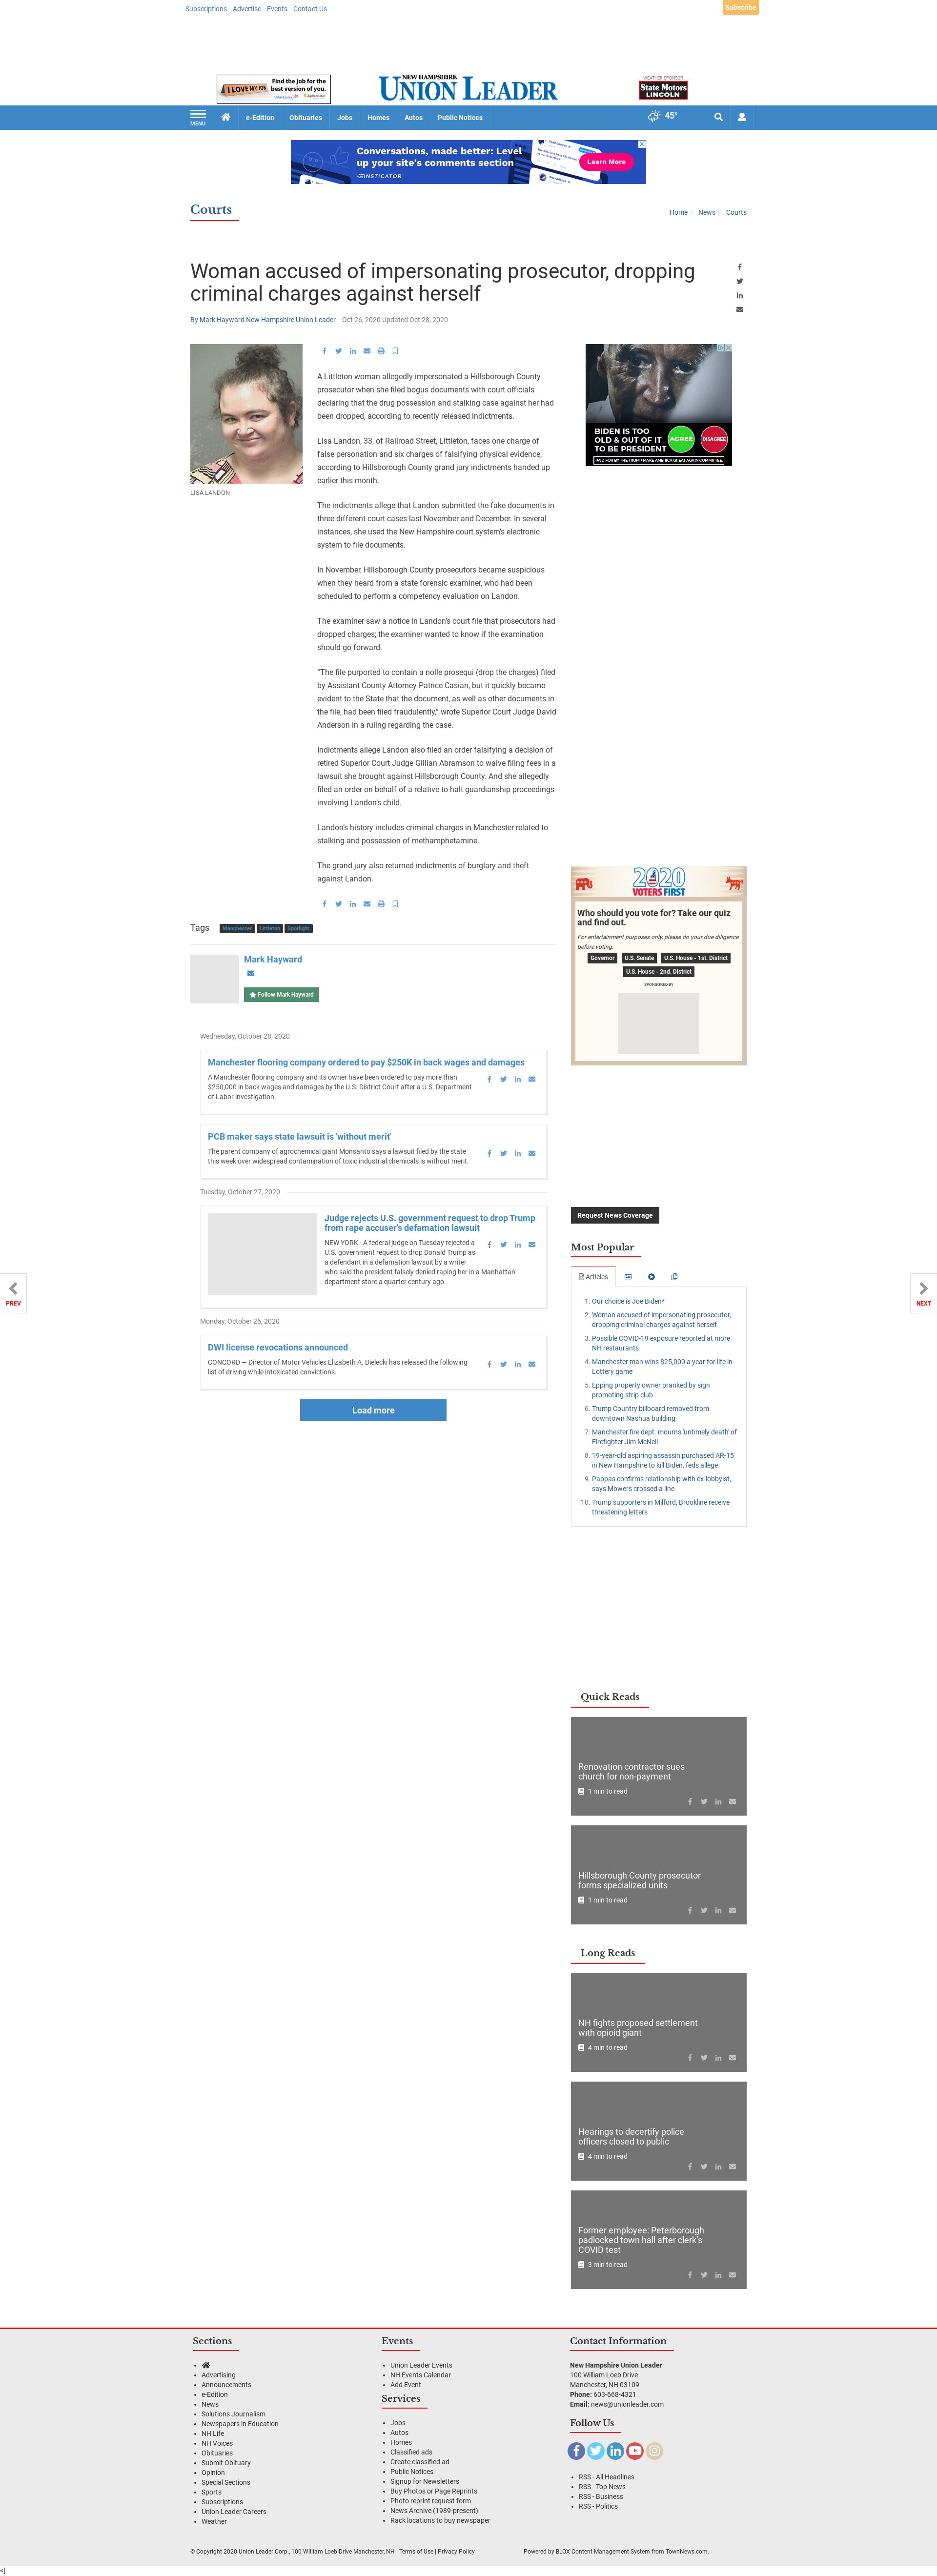 Subscriptions Advertise Events Contact Us
Subscribe
I LOVE MY JOB
Find the job for the
best version of you.
NEW HAMPSHIRE
UNION LEADER
WEATHER SPONSOR
State Motors
LINCOLN
MENU
e-Edition Obituaries Jobs Homes Autos Public Notices
45°
Conversations, made better: Level
up your site's comments section
INSTICATOR
Learn More
Courts
Home / News / Courts
Woman accused of impersonating prosecutor, dropping
criminal charges against herself
By Mark Hayward New Hampshire Union Leader Oct 26, 2020 Updated Oct 28, 2020
LISA LANDON
A Littleton woman allegedly impersonated a Hillsborough County
prosecutor when she filed bogus documents with court officials
declaring that the drug possession and stalking case against her had
been dropped, according to recently released indictments.
Lisa Landon, 33, of Railroad Street, Littleton, faces one charge of
false personation and six charges of falsifying physical evidence,
according to Hillsborough County grand jury indictments handed up
earlier this month.
The indictments allege that Landon submitted the fake documents in
three different court cases last November and December. In several
instances, she used the New Hampshire court system's electronic
system to file documents.
In November, Hillsborough County prosecutors became suspicious
when they heard from a state forensic examiner, who had been
scheduled to perform a competency evaluation on Landon.
The examiner saw a notice in Landon's court file that prosecutors had
dropped charges; the examiner wanted to know if the examination
should go forward.
“The file purported to contain a nolle prosequi (drop the charges) filed
by Assistant County Attorney Patrice Casian, but it quickly became
evident to the State that the document, as well as other documents in
the file, had been filed fraudulently,” wrote Superior Court Judge David
Anderson in a ruling regarding the case.
Indictments allege Landon also filed an order falsifying a decision of
retired Superior Court Judge Gillian Abramson to waive filing fees in a
lawsuit she brought against Hillsborough County. And she allegedly
filed an order on behalf of a relative to halt guardianship proceedings
involving Landon's child.
Landon's history includes criminal charges in Manchester related to
stalking and possession of methamphetamine.
The grand jury also returned indictments of burglary and theft
against Landon.
Tags Manchester Littleton Spotlight
Mark Hayward
Follow Mark Hayward
Wednesday, October 28, 2020
Manchester flooring company ordered to pay $250K in back wages and damages
A Manchester flooring company and its owner have been ordered to pay more than
$250,000 in back wages and damages by the U.S. District Court after a U.S. Department
of Labor investigation.
PCB maker says state lawsuit is 'without merit'
The parent company of agrochemical giant Monsanto says a lawsuit filed by the state
this week over widespread contamination of toxic industrial chemicals is without merit.
Tuesday, October 27, 2020
Judge rejects U.S. government request to drop Trump
from rape accuser's defamation lawsuit
NEW YORK - A federal judge on Tuesday rejected a
U.S. government request to drop Donald Trump as
a defendant in a defamation lawsuit by a writer
who said the president falsely denied raping her in a Manhattan
department store a quarter century ago.
Monday, October 26, 2020
DWI license revocations announced
CONCORD — Director of Motor Vehicles Elizabeth A. Bielecki has released the following
list of driving while intoxicated convictions.
Load more
BIDEN IS TOO
OLD & OUT OF IT
TO BE PRESIDENT
AGREE
DISAGREE
PAID FOR BY THE TRUMP MAKE AMERICA GREAT AGAIN COMMITTEE.
2020
VOTERS FIRST
Who should you vote for? Take our quiz
and find out.
For entertainment purposes only, please do your due diligence
before voting.
Governor U.S. Senate U.S. House - 1st. District
U.S. House - 2nd. District
SPONSORED BY
Request News Coverage
Most Popular
Articles
1. Our choice is Joe Biden*
2. Woman accused of impersonating prosecutor,
dropping criminal charges against herself
3. Possible COVID-19 exposure reported at more
NH restaurants
4. Manchester man wins $25,000 a year for life in
Lottery game
5. Epping property owner pranked by sign
promoting strip club
6. Trump Country billboard removed from
downtown Nashua building
7. Manchester fire dept. mourns 'untimely death' of
Firefighter Jim McNeil
8. 19-year-old aspiring assassin purchased AR-15
in New Hampshire to kill Biden, feds allege
9. Pappas confirms relationship with ex-lobbyist,
says Mowers crossed a line
10. Trump supporters in Milford, Brookline receive
threatening letters
PREV
NEXT
Quick Reads
Renovation contractor sues
church for non-payment
1 min to read
Hillsborough County prosecutor
forms specialized units
1 min to read
Long Reads
NH fights proposed settlement
with opioid giant
4 min to read
Hearings to decertify police
officers closed to public
4 min to read
Former employee: Peterborough
padlocked town hall after clerk's
COVID test
3 min to read
Sections
Advertising
Announcements
e-Edition
News
Solutions Journalism
Newspapers in Education
NH Life
NH Voices
Obituaries
Submit Obituary
Opinion
Special Sections
Sports
Subscriptions
Union Leader Careers
Weather
Events
Union Leader Events
NH Events Calendar
Add Event
Services
Jobs
Autos
Homes
Classified ads
Create classified ad
Public Notices
Signup for Newsletters
Buy Photos or Page Reprints
Photo reprint request form
News Archive (1989-present)
Rack locations to buy newspaper
Contact Information
New Hampshire Union Leader
100 William Loeb Drive
Manchester, NH 03109
Phone: 603-668-4321
Email: news@unionleader.com
Follow Us
RSS - All Headlines
RSS - Top News
RSS - Business
RSS - Politics
© Copyright 2020 Union Leader Corp., 100 William Loeb Drive Manchester, NH | Terms of Use | Privacy Policy
Powered by BLOX Content Management System from TownNews.com.
<]